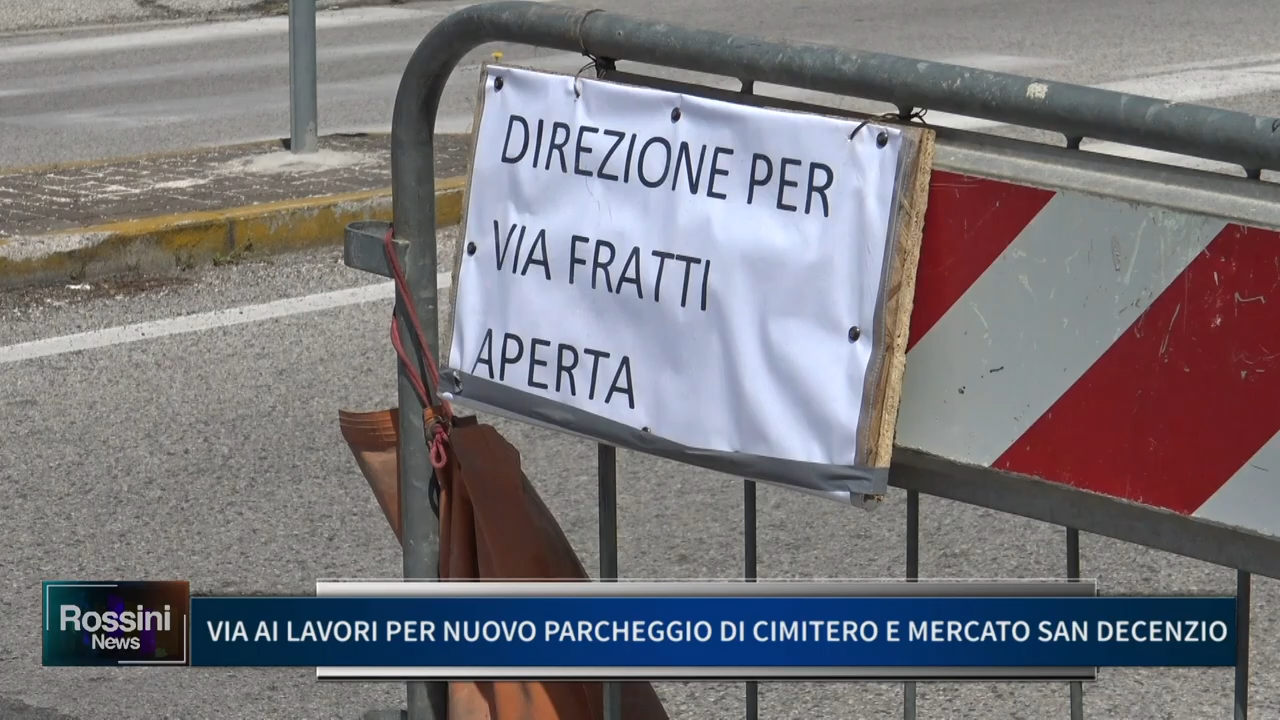 DIREZIONE PER
VIA FRATTI
APERTA
Rossini
News
VIA AI LAVORI PER NUOVO PARCHEGGIO DI CIMITERO E MERCATO SAN DECENZIO